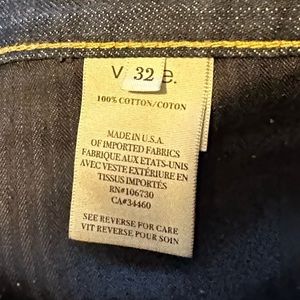 v 32 e.
100% COTTON/COTON
MADE IN U.S.A.
OF IMPORTED FABRICS
FABRIQUE AUX ETATS-UNIS
AVEC VESTE EXTÉRIEURE EN
TISSUS IMPORTÉS
RN#106730
CA#34460
SEE REVERSE FOR CARE
VIT REVERSE POUR SOIN